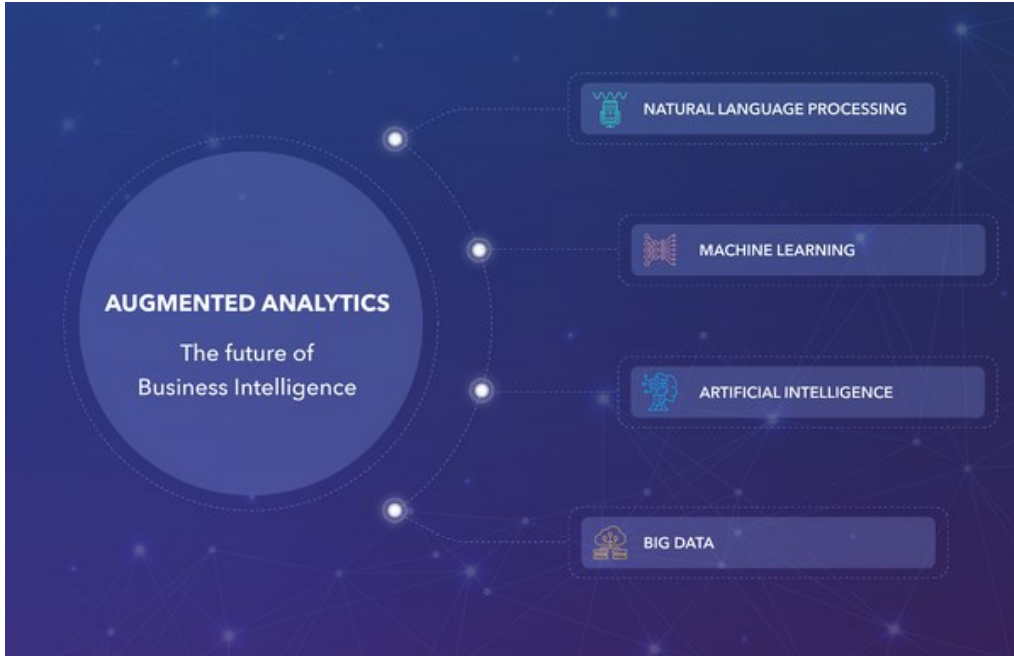 AUGMENTED ANALYTICS
The future of
Business Intelligence
NATURAL LANGUAGE PROCESSING
MACHINE LEARNING
ARTIFICIAL INTELLIGENCE
BIG DATA